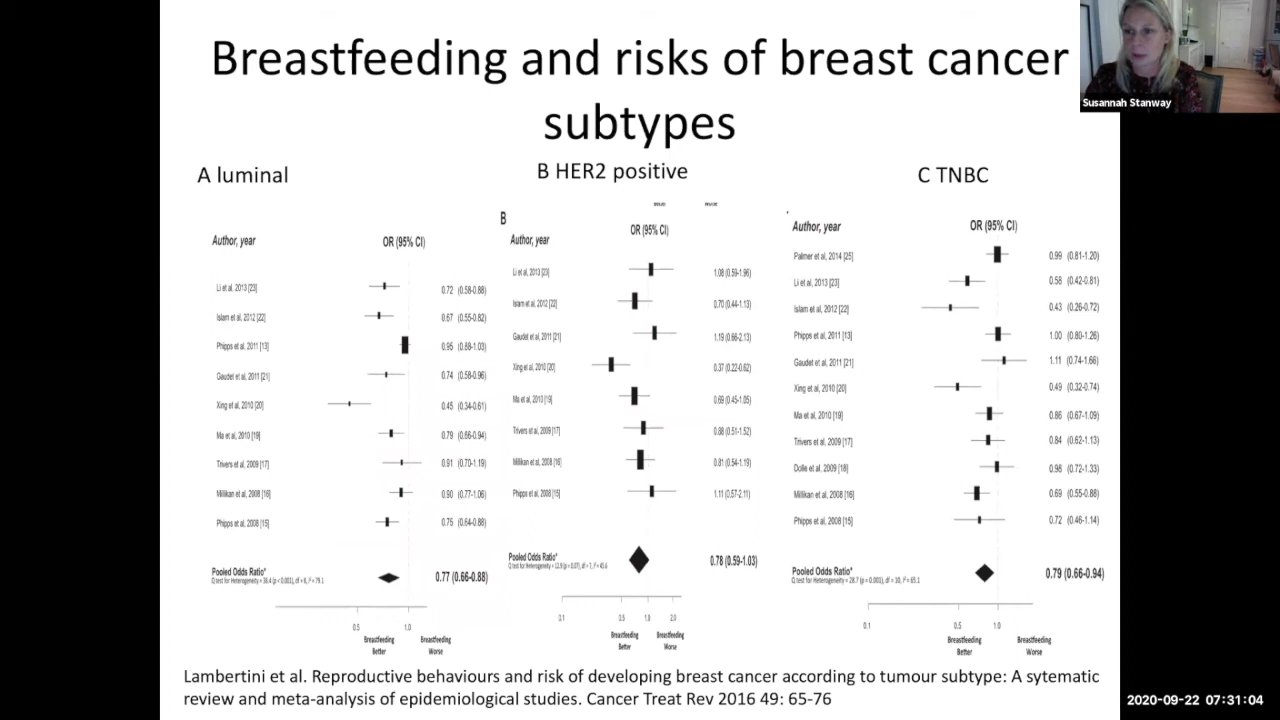 Breastfeeding and risks of breast cancer
subtypes
Susannah Stanway
A luminal
Author, year OR (95% CI)
Li et al, 2013 [23] 0.72 (0.58-0.88)
Islam et al, 2012 [22] 0.67 (0.55-0.82)
Phipps et al, 2011 [13] 0.95 (0.88-1.03)
Gaudet et al, 2011 [21] 0.74 (0.58-0.96)
Xing et al, 2010 [20] 0.45 (0.34-0.61)
Ma et al, 2010 [19] 0.79 (0.66-0.94)
Trivers et al, 2009 [17] 0.91 (0.70-1.19)
Millikan et al, 2008 [16] 0.90 (0.77-1.06)
Phipps et al, 2008 [15] 0.75 (0.64-0.88)
Pooled Odds Ratio* 0.77 (0.66-0.88)
0.5 1.0
Breastfeeding Breastfeeding
Better Worse
B HER2 positive
B
Author, year OR (95% CI)
Li et al, 2013 [23] 1.08 (0.59-1.96)
Islam et al, 2012 [22] 0.70 (0.44-1.13)
Gaudet et al, 2011 [21] 1.19 (0.66-2.13)
Xing et al, 2010 [20] 0.37 (0.22-0.62)
Ma et al, 2010 [19] 0.69 (0.45-1.05)
Trivers et al, 2009 [17] 0.88 (0.51-1.52)
Millikan et al, 2008 [16] 0.81 (0.54-1.19)
Phipps et al, 2008 [15] 1.11 (0.57-2.11)
Pooled Odds Ratio* 0.78 (0.59-1.03)
0.1 0.5 1.0 2.0
Breastfeeding Breastfeeding
Better Worse
C TNBC
Author, year OR (95% CI)
Palmer et al, 2014 [25] 0.99 (0.81-1.20)
Li et al, 2013 [23] 0.58 (0.42-0.81)
Islam et al, 2012 [22] 0.43 (0.26-0.72)
Phipps et al, 2011 [13] 1.00 (0.80-1.26)
Gaudet et al, 2011 [21] 1.11 (0.74-1.66)
Xing et al, 2010 [20] 0.49 (0.32-0.74)
Ma et al, 2010 [19] 0.86 (0.67-1.09)
Trivers et al, 2009 [17] 0.84 (0.62-1.13)
Dolle et al, 2009 [18] 0.98 (0.72-1.33)
Millikan et al, 2008 [16] 0.69 (0.55-0.88)
Phipps et al, 2008 [15] 0.72 (0.46-1.14)
Pooled Odds Ratio* 0.79 (0.66-0.94)
Q test for Heterogeneity = 28.7 (p = 0.001), df = 10, I² = 65.1
0.1 0.5 1.0
Breastfeeding Breastfeeding
Better Worse
Lambertini et al. Reproductive behaviours and risk of developing breast cancer according to tumour subtype: A sytematic
review and meta-analysis of epidemiological studies. Cancer Treat Rev 2016 49: 65-76
2020-09-22 07:31:04